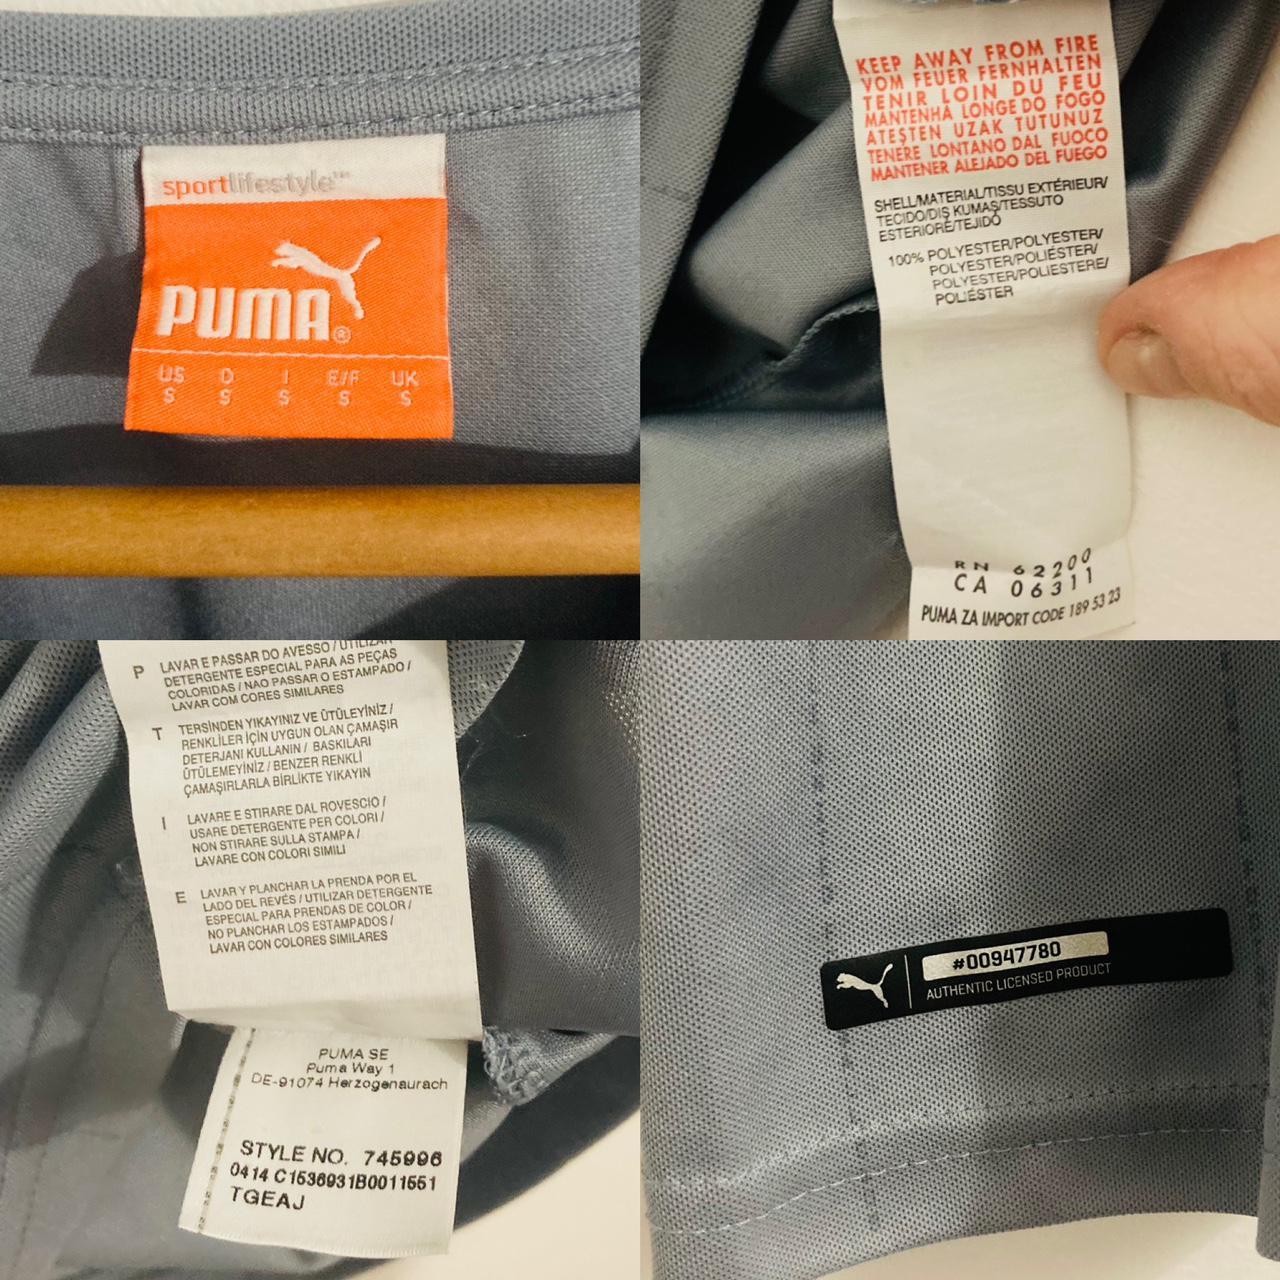 sportlifestyle™
PUMA®
US D I E/F UK
S S S S S
KEEP AWAY FROM FIRE
VOM FEUER FERNHALTEN
TENIR LOIN DU FEU
MANTENHA LONGE DO FOGO
ATEŞTEN UZAK TUTUNUZ
TENERE LONTANO DAL FUOCO
MANTENER ALEJADO DEL FUEGO
SHELL/MATERIAL/TISSU EXTÉRIEUR/
TECIDO/DIŞ KUMAŞ/TESSUTO
ESTERIORE/TEJIDO
100% POLYESTER/POLYESTER/
POLYESTER/POLIÉSTER/
POLYESTER/POLIESTERE/
POLIÉSTER
RN 62200
CA 06311
PUMA ZA IMPORT CODE 189 53 23
P LAVAR E PASSAR DO AVESSO / UTILIZAR
DETERGENTE ESPECIAL PARA AS PEÇAS
COLORIDAS / NAO PASSAR O ESTAMPADO /
LAVAR COM CORES SIMILARES
T TERSİNDEN YIKAYINIZ VE ÜTÜLEYİNİZ /
RENKLİLER İÇİN UYGUN OLAN ÇAMAŞIR
DETERJANI KULLANIN / BASKILARI
ÜTÜLEMEYİNİZ / BENZER RENKLİ
ÇAMAŞIRLARLA BİRLİKTE YIKAYIN
I LAVARE E STIRARE DAL ROVESCIO /
USARE DETERGENTE PER COLORI /
NON STIRARE SULLA STAMPA /
LAVARE CON COLORI SIMILI
E LAVAR Y PLANCHAR LA PRENDA POR EL
LADO DEL REVÉS / UTILIZAR DETERGENTE
ESPECIAL PARA PRENDAS DE COLOR /
NO PLANCHAR LOS ESTAMPADOS /
LAVAR CON COLORES SIMILARES
PUMA SE
Puma Way 1
DE-91074 Herzogenaurach
STYLE NO. 745996
0414 C1536931B0011551
TGEAJ
#00947780
AUTHENTIC LICENSED PRODUCT